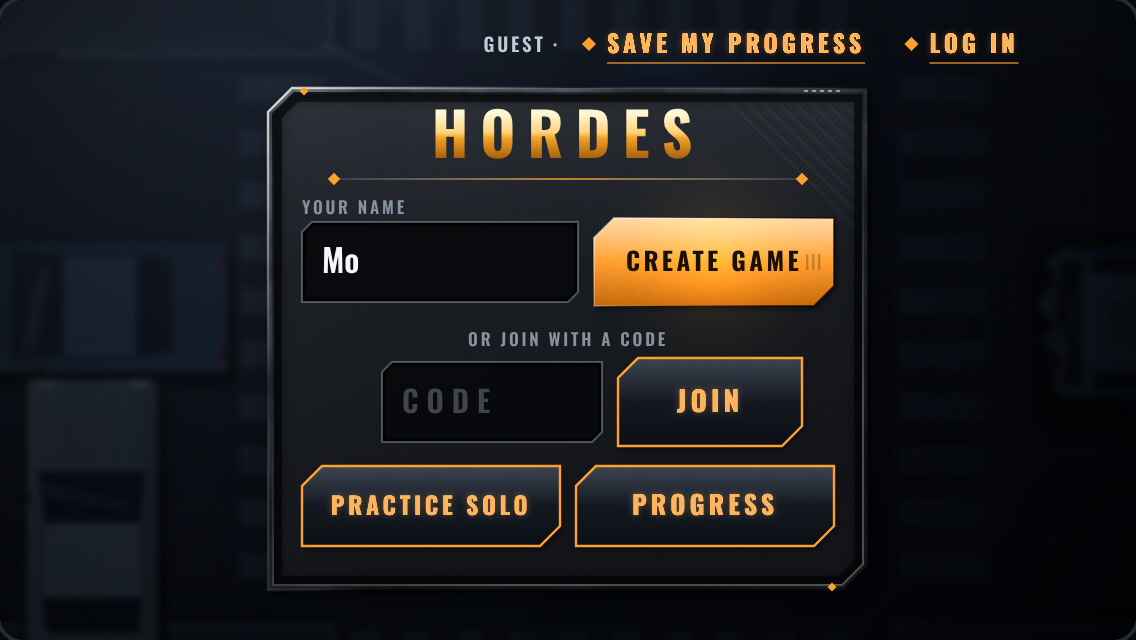 GUEST · SAVE MY PROGRESS LOG IN
HORDES
YOUR NAME
Mo CREATE GAME
OR JOIN WITH A CODE
CODE JOIN
PRACTICE SOLO PROGRESS